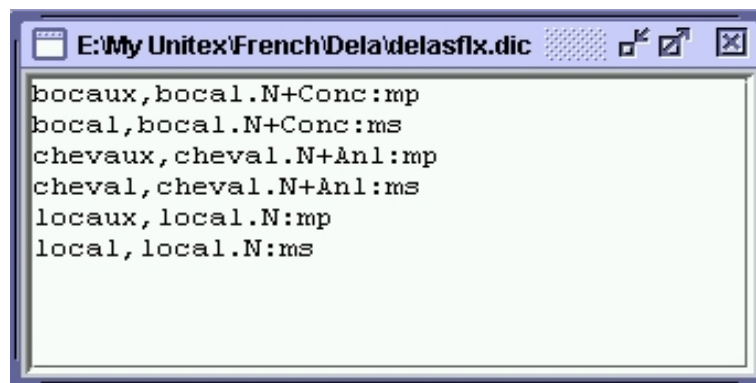 E:\My Unitex\French\Dela\delasflx.dic
bocaux,bocal.N+Conc:mp
bocal,bocal.N+Conc:ms
chevaux,cheval.N+Anl:mp
cheval,cheval.N+Anl:ms
locaux,local.N:mp
local,local.N:ms